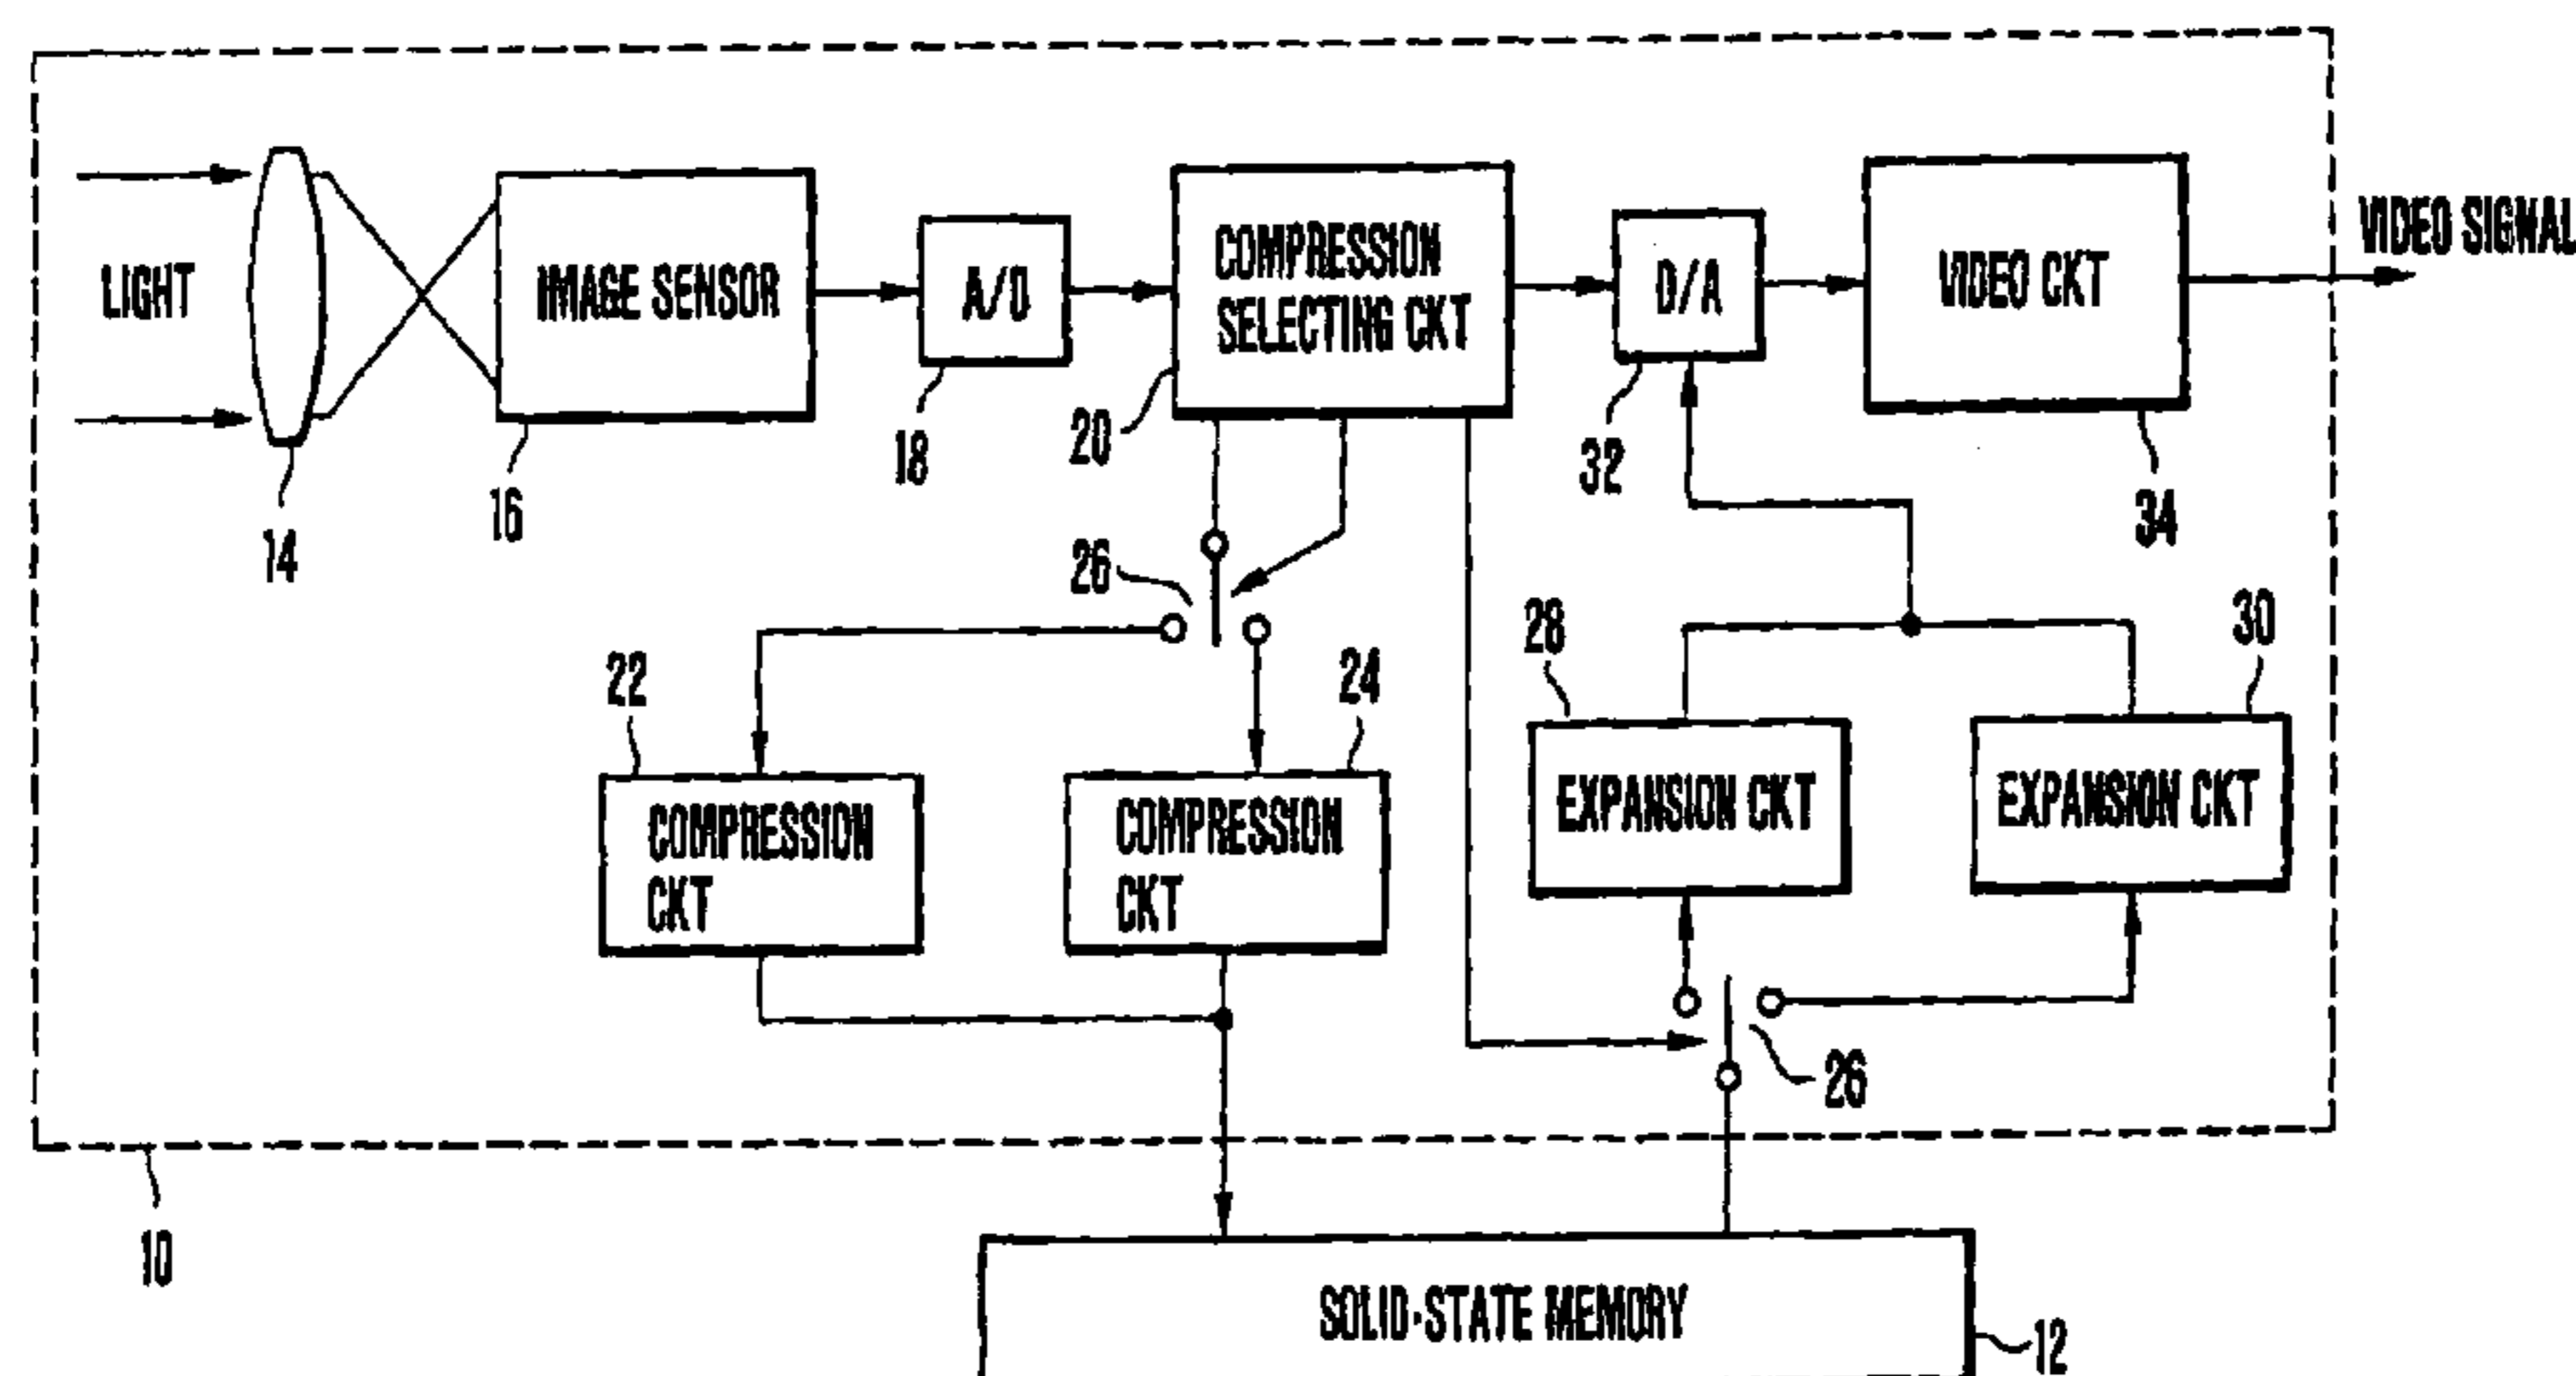 LIGHT
IMAGE SENSOR
A/D
COMPRESSION
SELECTING CKT
D/A
VIDEO CKT
VIDEO SIGNAL
14
16
18
20
32
34
26
22
24
28
30
COMPRESSION
CKT
COMPRESSION
CKT
EXPANSION CKT
EXPANSION CKT
26
10
SOLID-STATE MEMORY
12